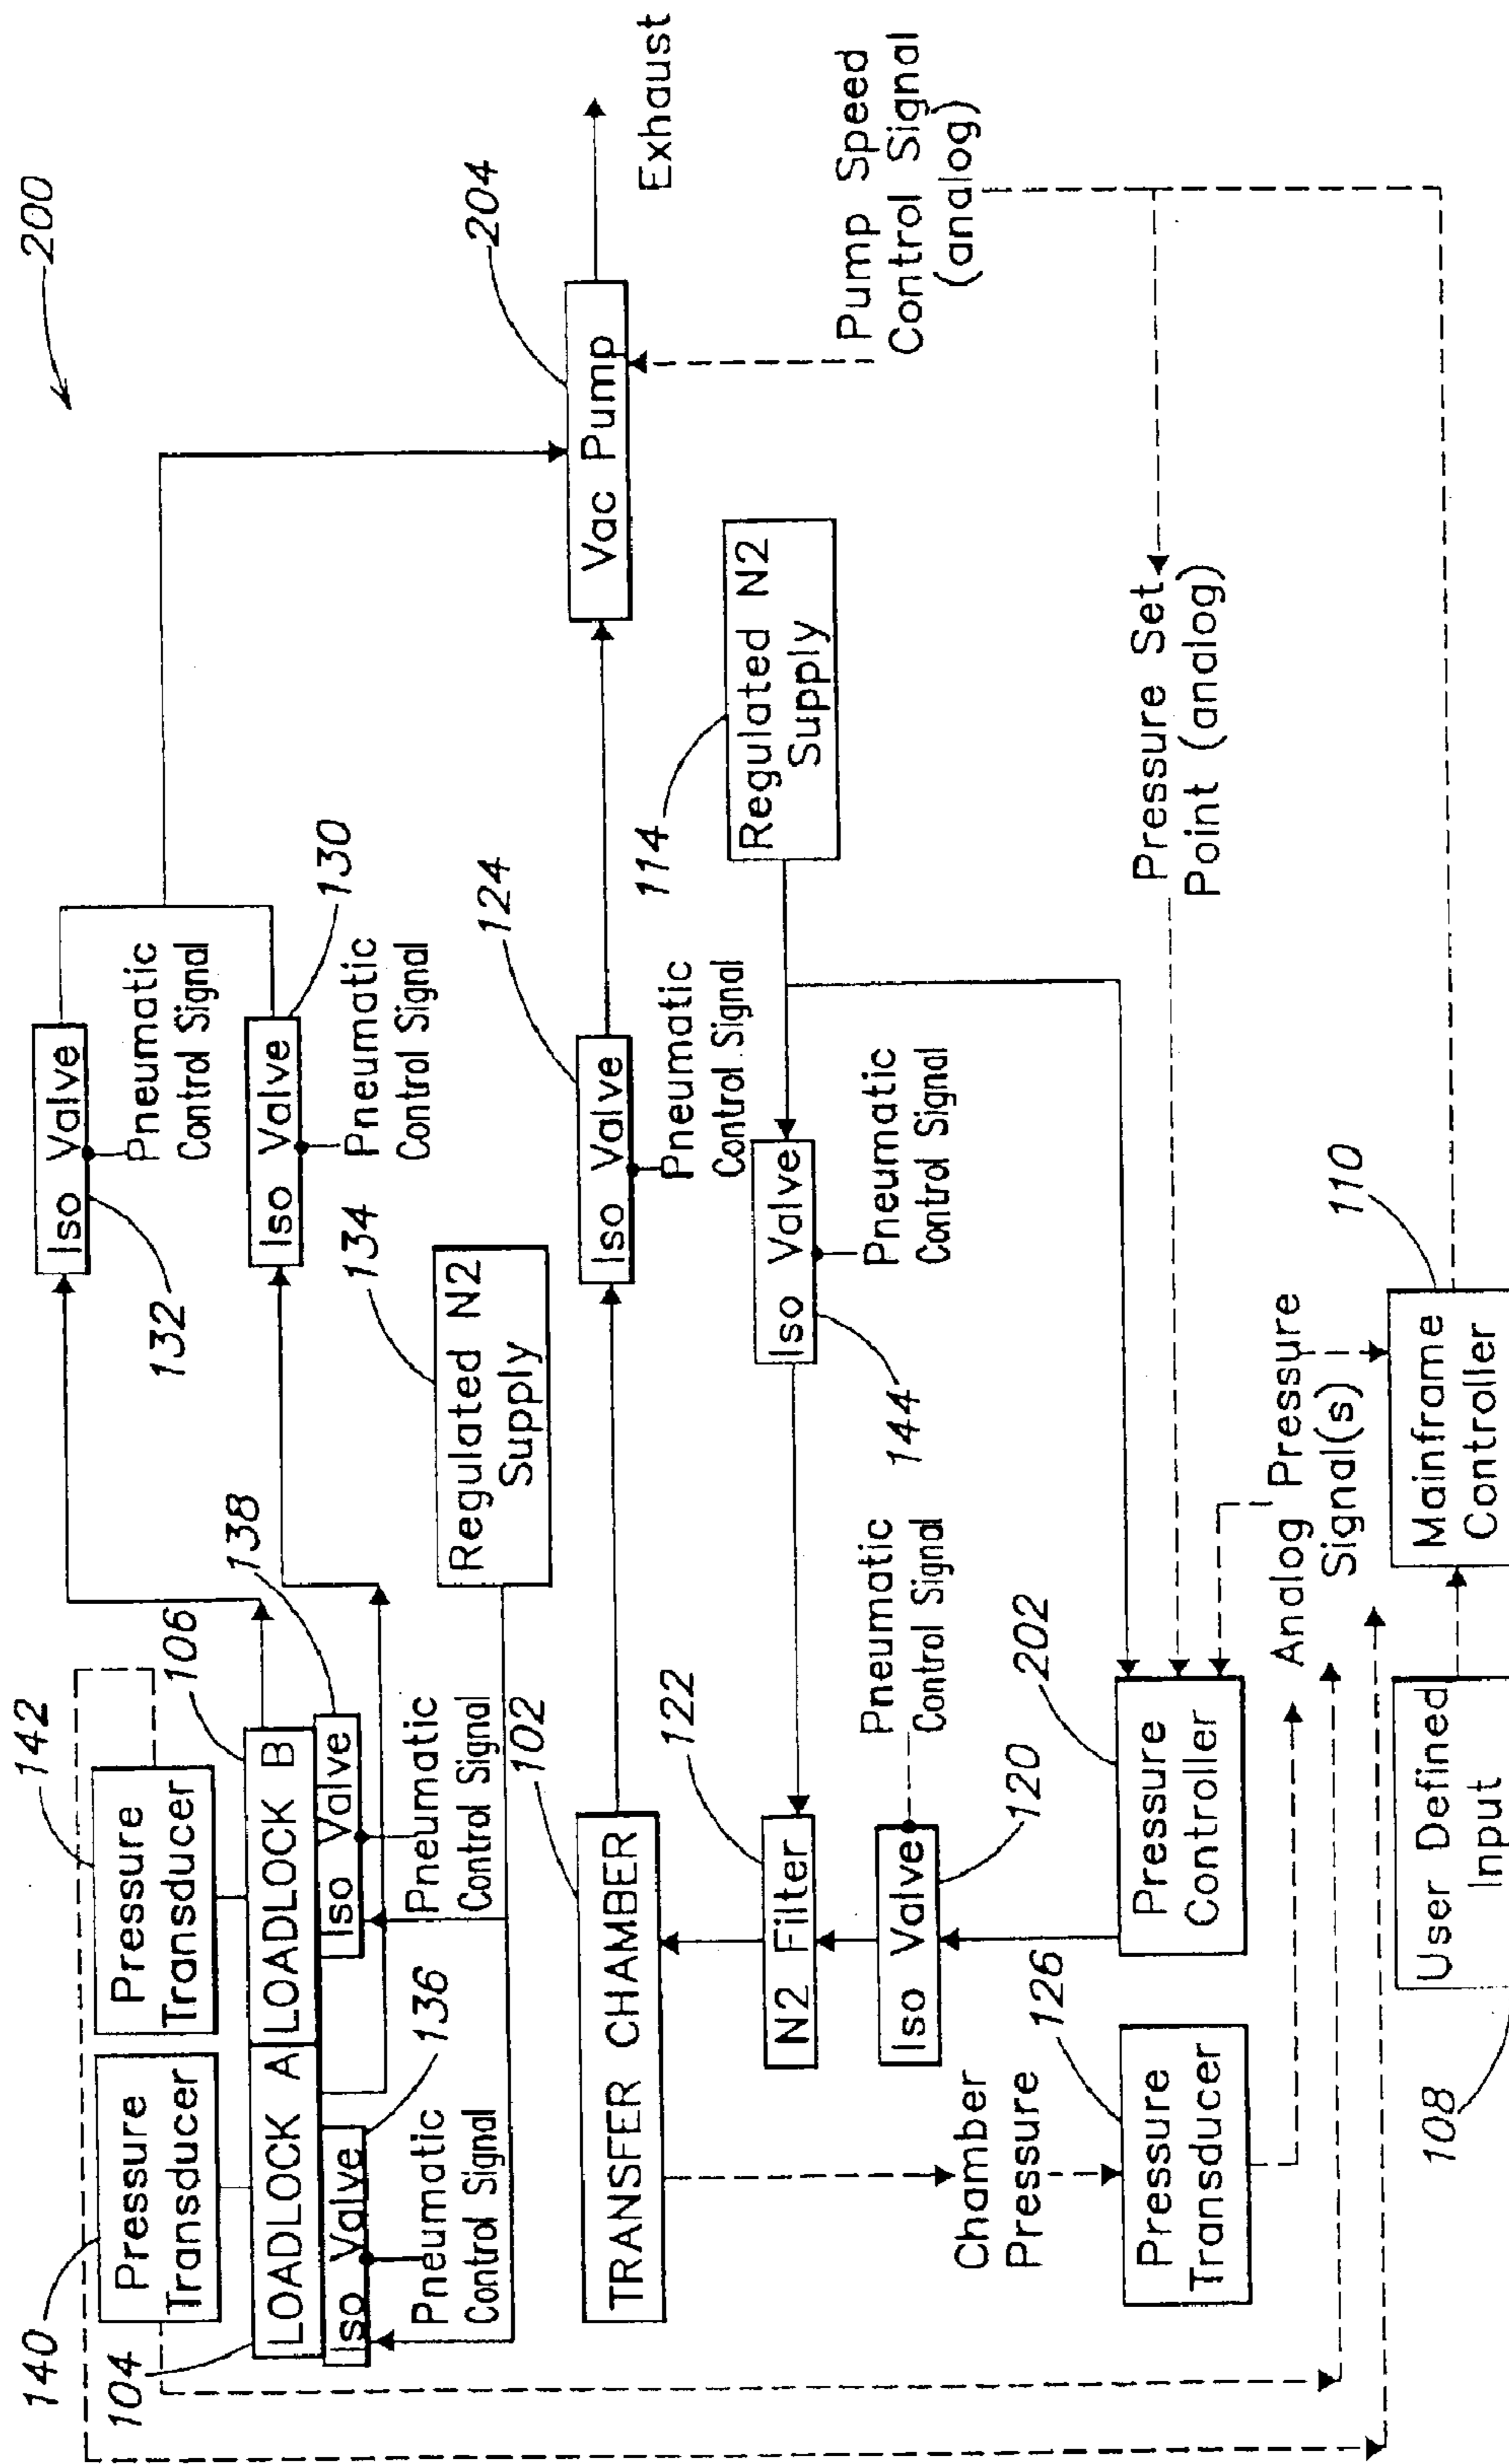 200
140
142
Pressure
Transducer
Pressure
Transducer
104
106
LOADLOCK A
LOADLOCK B
Iso Valve
Iso Valve
136
138
Pneumatic
Control Signal
Pneumatic
Control Signal
132
Iso Valve
Pneumatic
Control Signal
130
Iso Valve
Pneumatic
Control Signal
134
Regulated N2
Supply
102
TRANSFER CHAMBER
124
Iso Valve
Pneumatic
Control Signal
204
Vac Pump
Exhaust
114
Regulated N2
Supply
122
N2 Filter
144
Iso Valve
Pneumatic
Control Signal
120
Iso Valve
Pneumatic
Control Signal
Pump Speed
Control Signal
(analog)
Chamber
Pressure
126
Pressure
Transducer
202
Pressure
Controller
Pressure Set
Point (analog)
Analog Pressure
Signal(s)
108
User Defined
Input
110
Mainframe
Controller